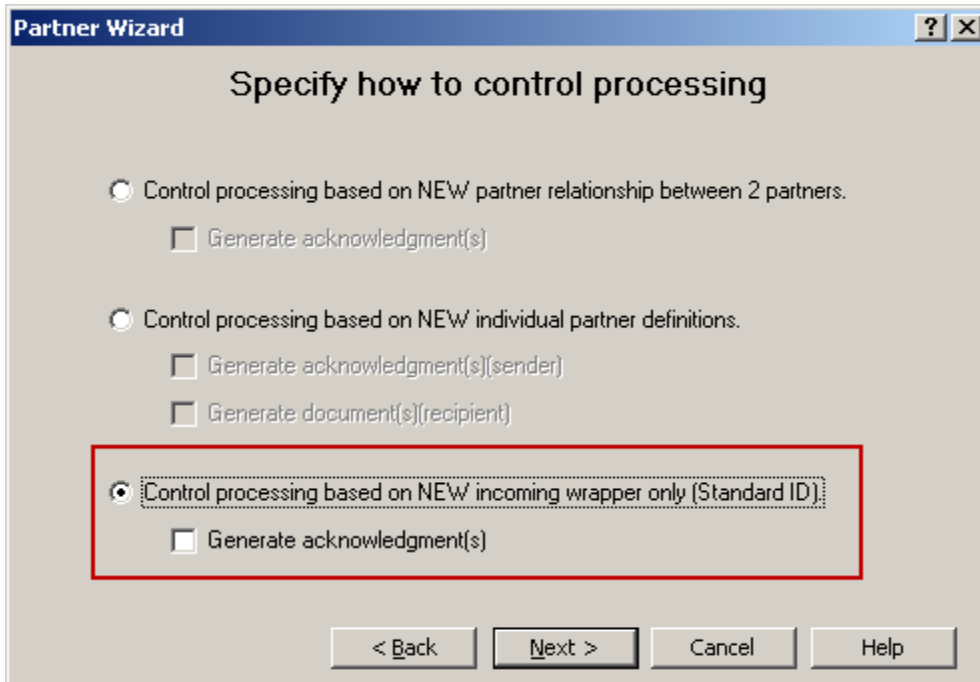 Partner Wizard
Specify how to control processing
Control processing based on NEW partner relationship between 2 partners.
Generate acknowledgment(s)
Control processing based on NEW individual partner definitions.
Generate acknowledgment(s)(sender)
Generate document(s)(recipient)
Control processing based on NEW incoming wrapper only (Standard ID).
Generate acknowledgment(s)
< Back Next > Cancel Help